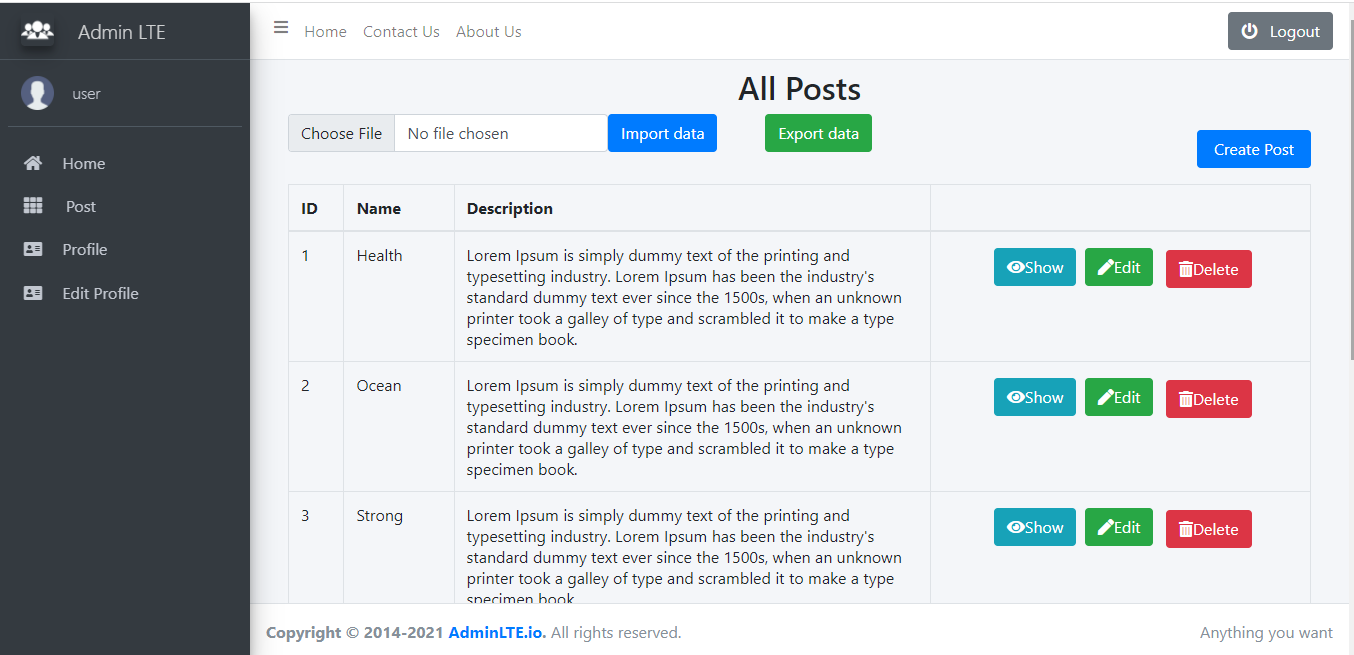 Admin LTE
user
Home
Post
Profile
Edit Profile
Home Contact Us About Us
Logout
All Posts
Choose File No file chosen Import data Export data
Create Post
ID Name Description
1 Health Lorem Ipsum is simply dummy text of the printing and
typesetting industry. Lorem Ipsum has been the industry's
standard dummy text ever since the 1500s, when an unknown
printer took a galley of type and scrambled it to make a type
specimen book.
Show Edit Delete
2 Ocean Lorem Ipsum is simply dummy text of the printing and
typesetting industry. Lorem Ipsum has been the industry's
standard dummy text ever since the 1500s, when an unknown
printer took a galley of type and scrambled it to make a type
specimen book.
Show Edit Delete
3 Strong Lorem Ipsum is simply dummy text of the printing and
typesetting industry. Lorem Ipsum has been the industry's
standard dummy text ever since the 1500s, when an unknown
printer took a galley of type and scrambled it to make a type
specimen book
Show Edit Delete
Copyright © 2014-2021 AdminLTE.io. All rights reserved.
Anything you want